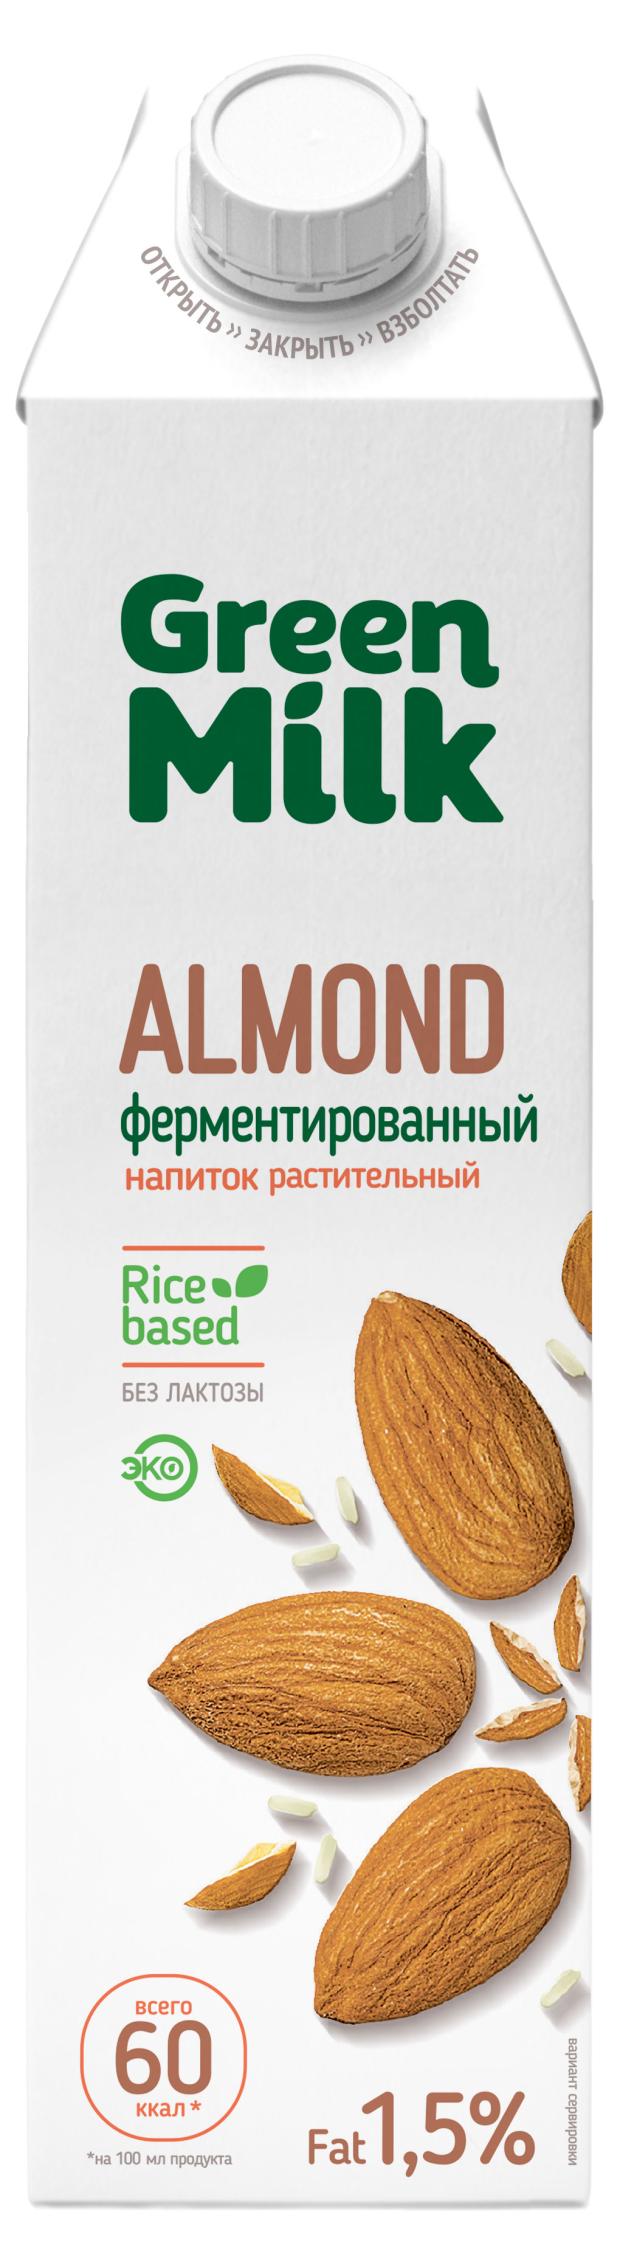 ОТКРЫТЬ » ЗАКРЫТЬ » ВЗБОЛТАТЬ
Green
Milk
ALMOND
ферментированный
напиток растительный
Rice
based
БЕЗ ЛАКТОЗЫ
ЭКО
всего
60
ккал*
*на 100 мл продукта
Fat 1,5%
вариант сервировки